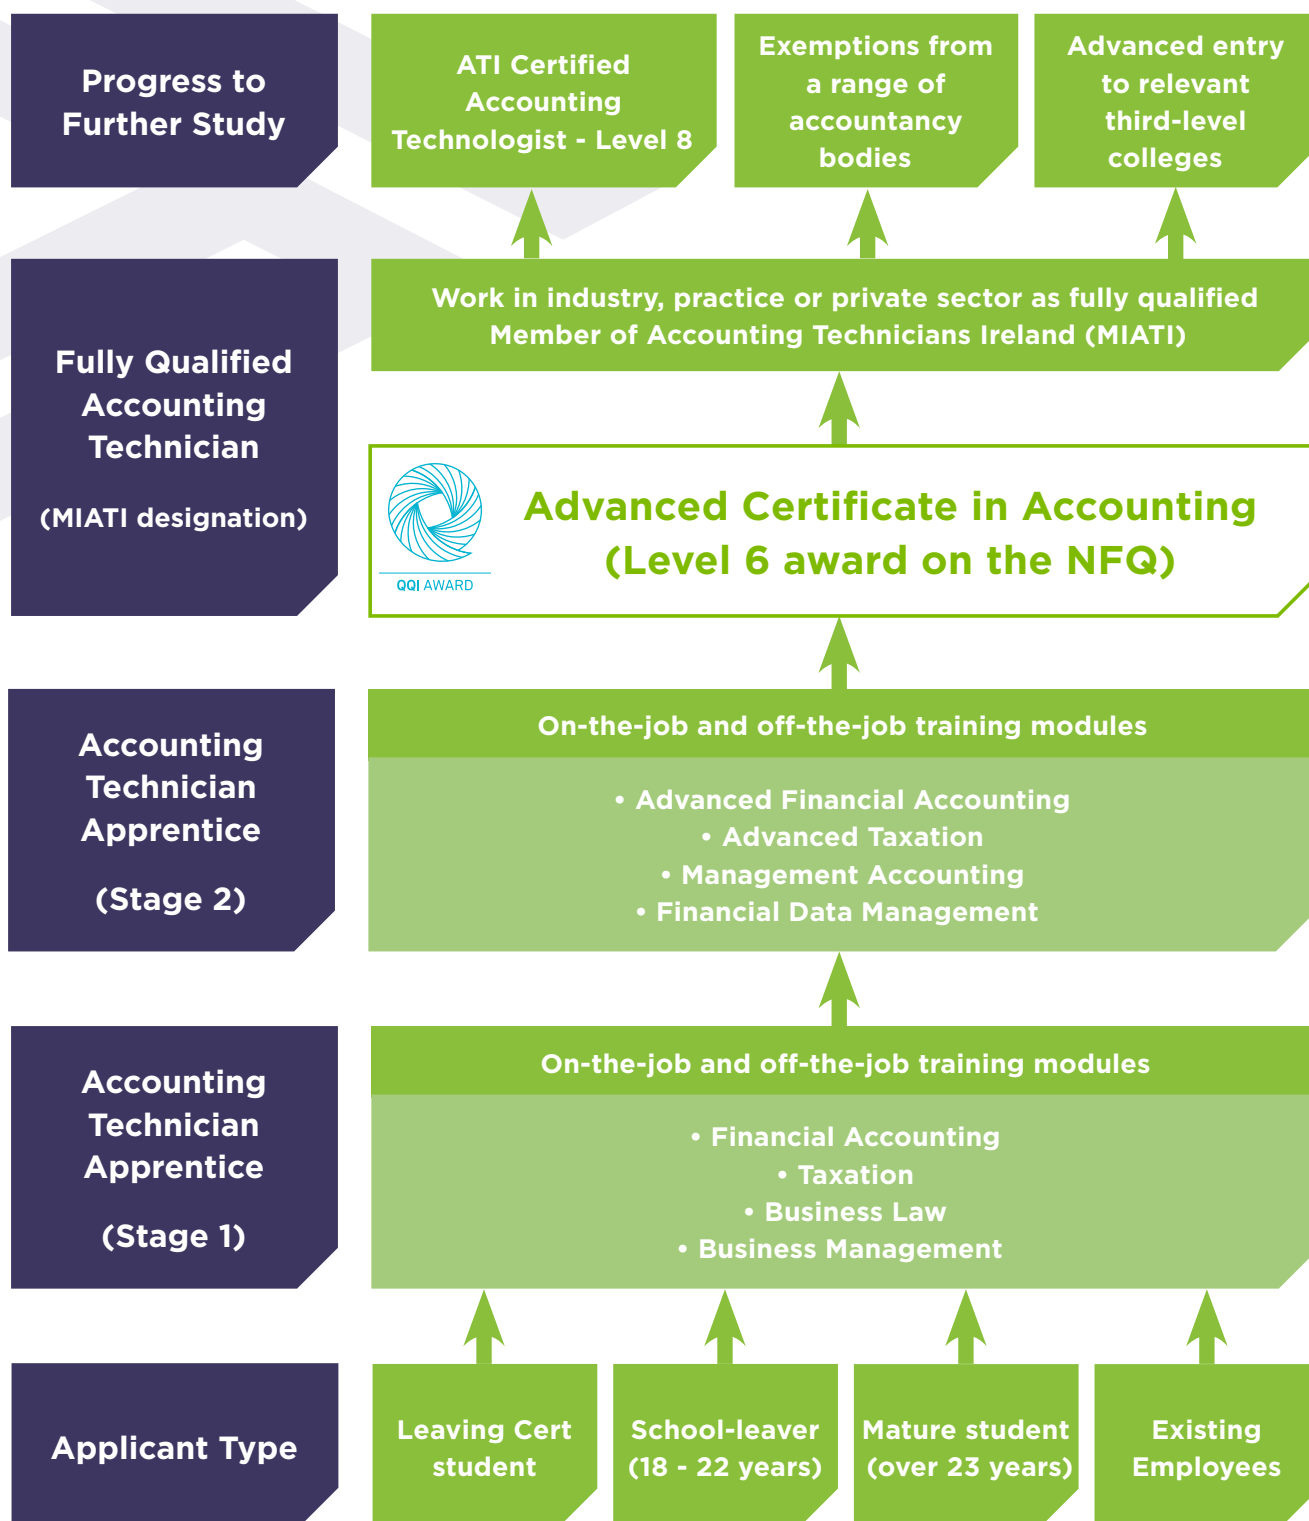 Progress to
Further Study
ATI Certified
Accounting
Technologist - Level 8
Exemptions from
a range of
accountancy
bodies
Advanced entry
to relevant
third-level
colleges
Fully Qualified
Accounting
Technician
(MIATI designation)
Work in industry, practice or private sector as fully qualified
Member of Accounting Technicians Ireland (MIATI)
QQI AWARD
Advanced Certificate in Accounting
(Level 6 award on the NFQ)
Accounting
Technician
Apprentice
(Stage 2)
On-the-job and off-the-job training modules
• Advanced Financial Accounting
• Advanced Taxation
• Management Accounting
• Financial Data Management
Accounting
Technician
Apprentice
(Stage 1)
On-the-job and off-the-job training modules
• Financial Accounting
• Taxation
• Business Law
• Business Management
Applicant Type
Leaving Cert
student
School-leaver
(18 - 22 years)
Mature student
(over 23 years)
Existing
Employees